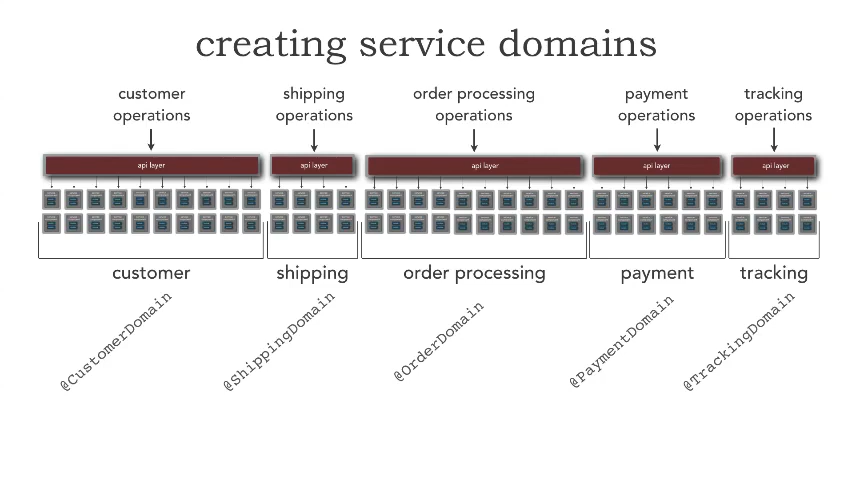 creating service domains
customer
operations
shipping
operations
order processing
operations
payment
operations
tracking
operations
api layer
api layer
api layer
api layer
api layer
customer
shipping
order processing
payment
tracking
@CustomerDomain
@ShippingDomain
@OrderDomain
@PaymentDomain
@TrackingDomain